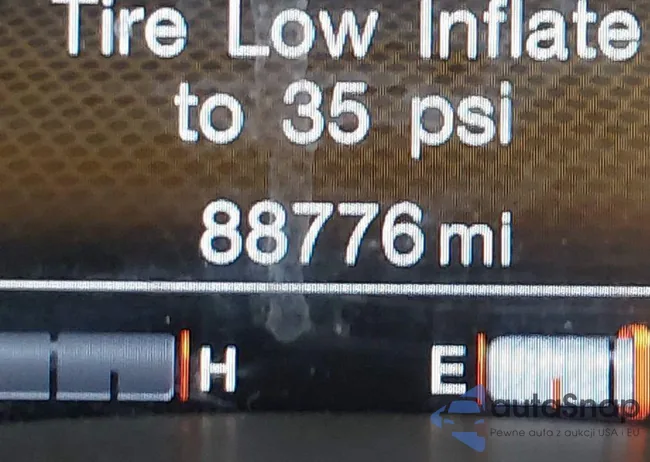 Tire Low Inflate
to 35 psi
88776 mi
H E
autoSnap
Pewne auta z aukcji USA i EU